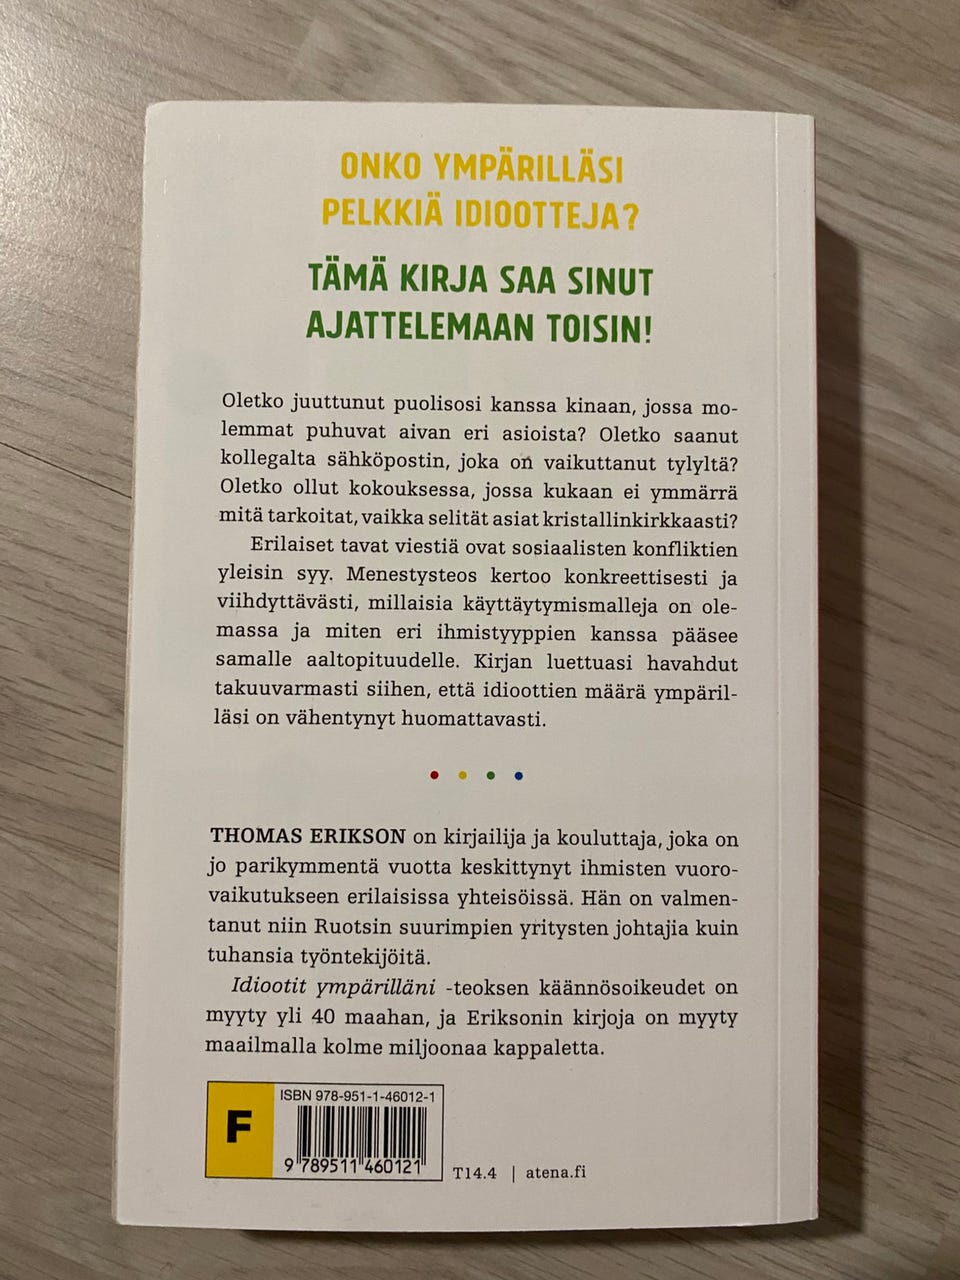 ONKO YMPÄRILLÄSI
PELKKIÄ IDIOOTTEJA?
TÄMÄ KIRJA SAA SINUT
AJATTELEMAAN TOISIN!
Oletko juuttunut puolisosi kanssa kinaan, jossa mo-
lemmat puhuvat aivan eri asioista? Oletko saanut
kollegalta sähköpostin, joka on vaikuttanut tylyltä?
Oletko ollut kokouksessa, jossa kukaan ei ymmärrä
mitä tarkoitat, vaikka selität asiat kristallinkirkkaasti?
Erilaiset tavat viestiä ovat sosiaalisten konfliktien
yleisin syy. Menestysteos kertoo konkreettisesti ja
viihdyttävästi, millaisia käyttäytymismalleja on ole-
massa ja miten eri ihmistyyppien kanssa pääsee
samalle aaltopituudelle. Kirjan luettuasi havahdut
takuuvarmasti siihen, että idioottien määrä ympäril-
läsi on vähentynyt huomattavasti.
THOMAS ERIKSON on kirjailija ja kouluttaja, joka on
jo parikymmentä vuotta keskittynyt ihmisten vuoro-
vaikutukseen erilaisissa yhteisöissä. Hän on valmen-
tanut niin Ruotsin suurimpien yritysten johtajia kuin
tuhansia työntekijöitä.
Idiootit ympärilläni -teoksen käännösoikeudet on
myyty yli 40 maahan, ja Eriksonin kirjoja on myyty
maailmalla kolme miljoonaa kappaletta.
F
ISBN 978-951-1-46012-1
9 789511 460121
T14.4 | atena.fi